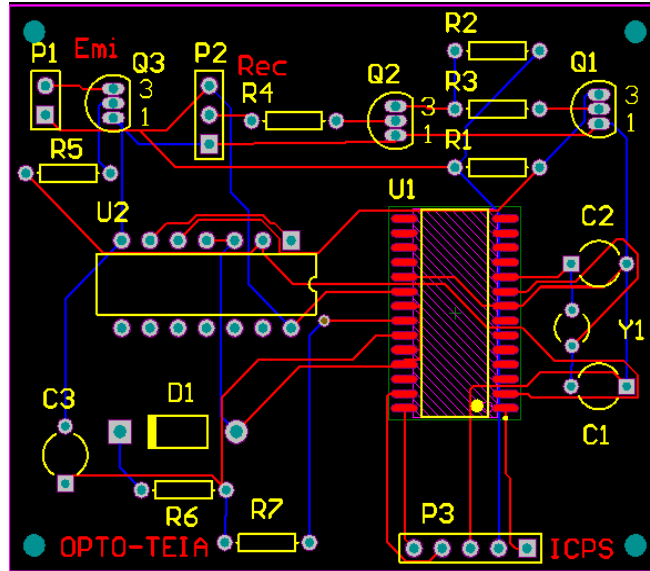 R2
P1
Emi
Q3
P2
Rec
R4
Q2
R3
Q1
3
1
3
1
3
1
R1
R5
U2
U1
C2
Y1
C3
D1
C1
R6
R7
P3
OPTO-TEIA
ICPS